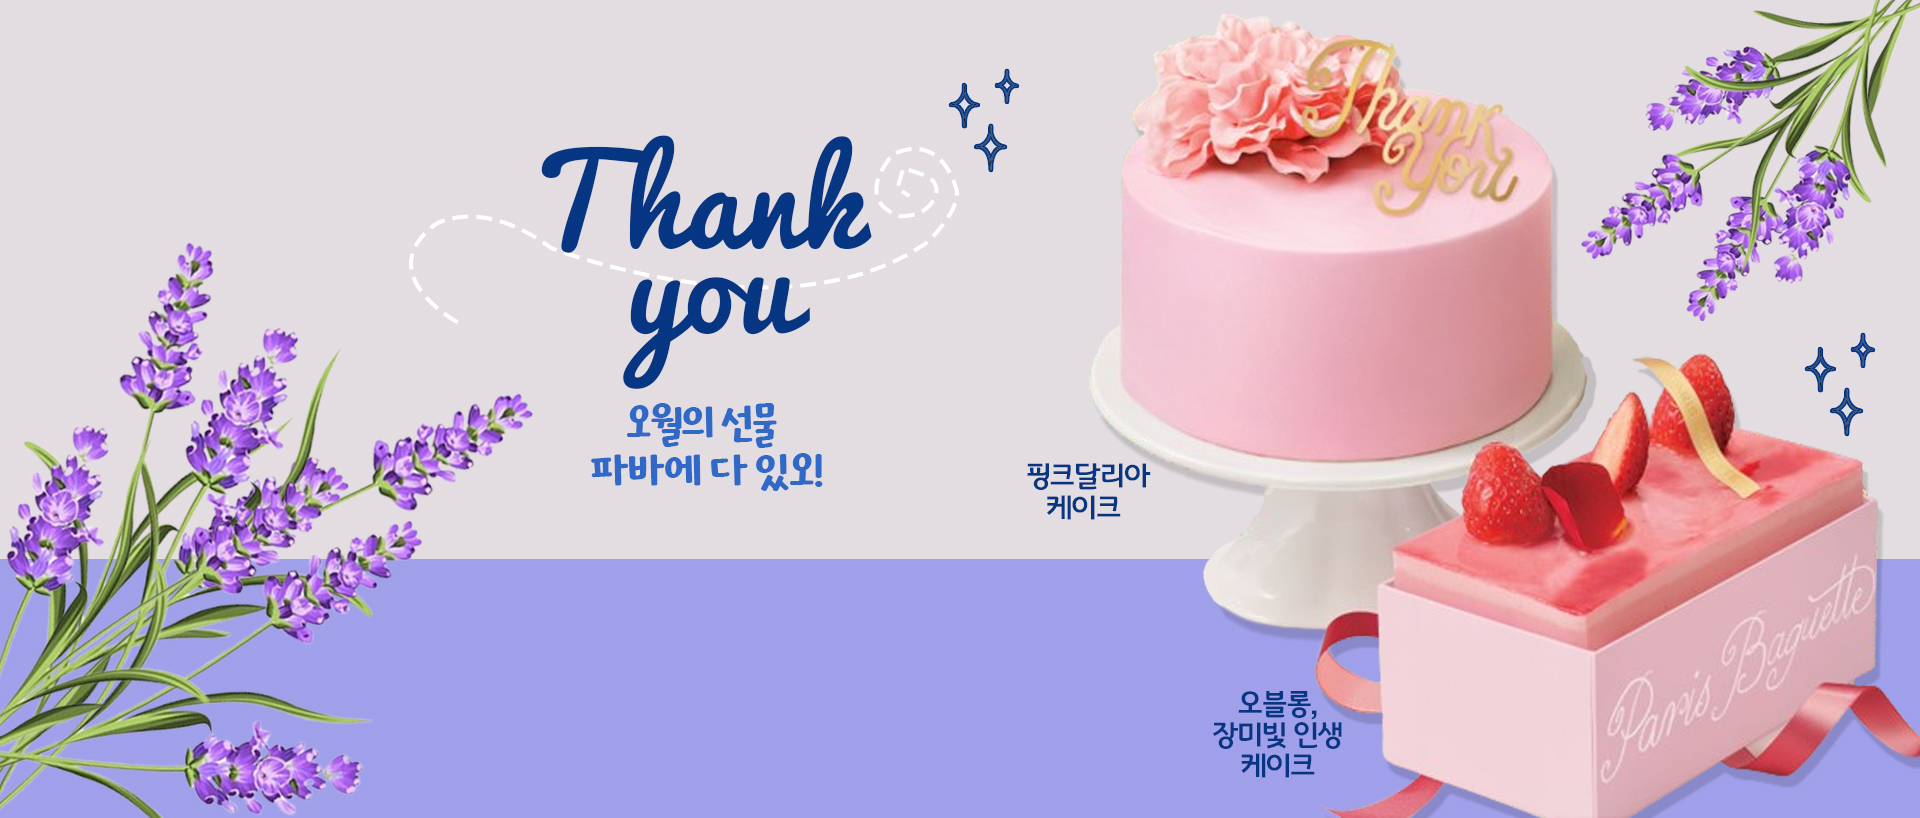 Thank
you
오월의 선물
파바에 다 있오!
Thank
You
핑크달리아
케이크
오블롱,
장미빛 인생
케이크
Paris Baguette